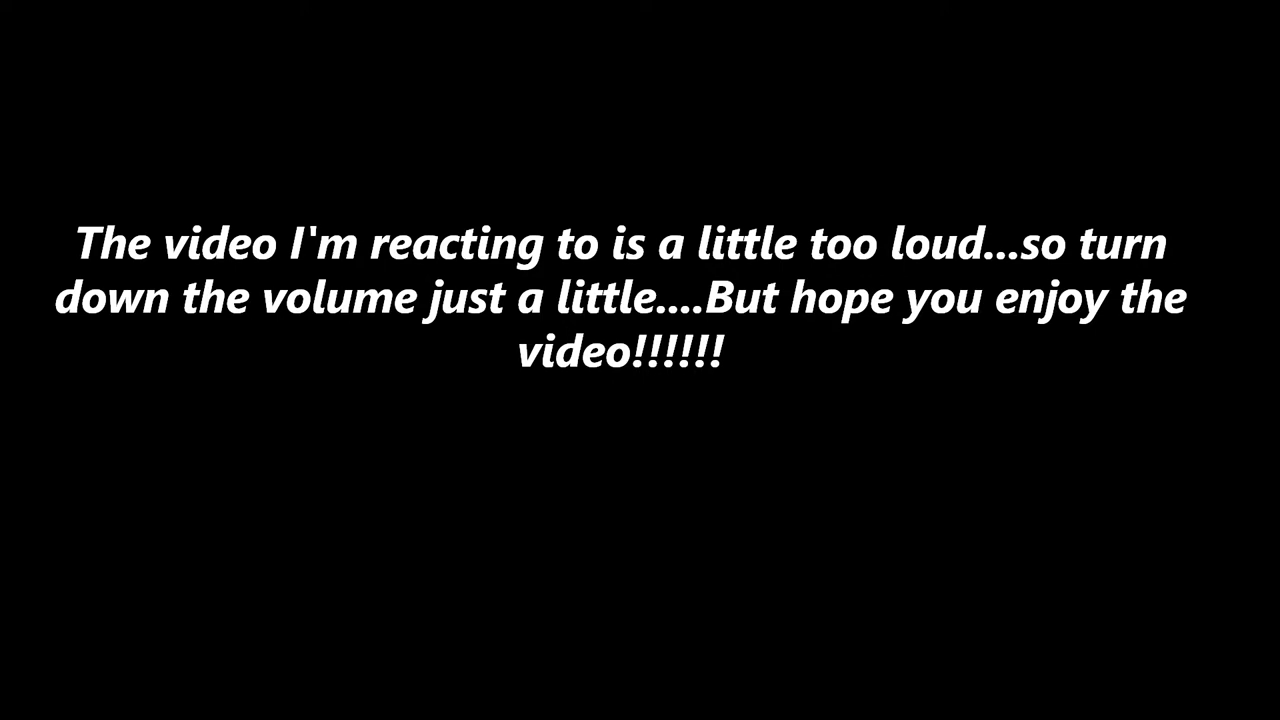 The video I'm reacting to is a little too loud...so turn
down the volume just a little....But hope you enjoy the
video!!!!!!